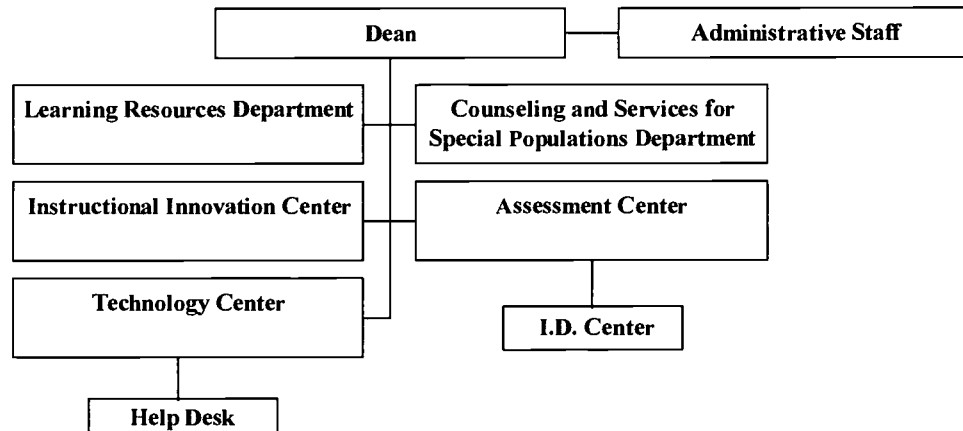 Dean
Administrative Staff
Learning Resources Department
Counseling and Services for
Special Populations Department
Instructional Innovation Center
Assessment Center
Technology Center
I.D. Center
Help Desk